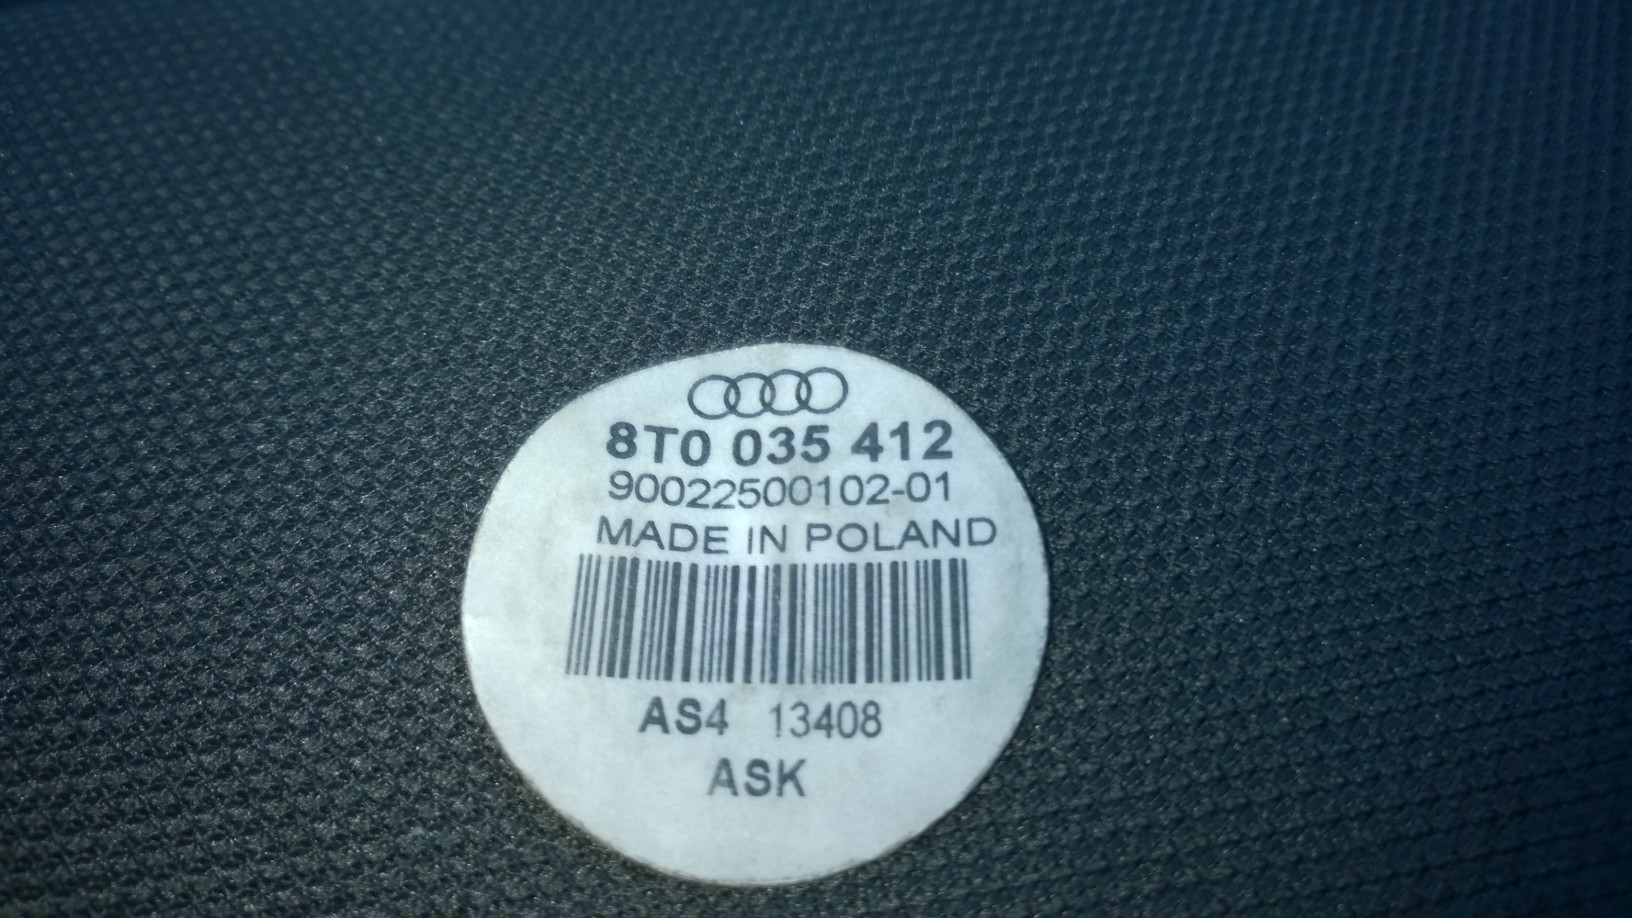 8T0 035 412
90022500102-01
MADE IN POLAND
AS4 13408
ASK